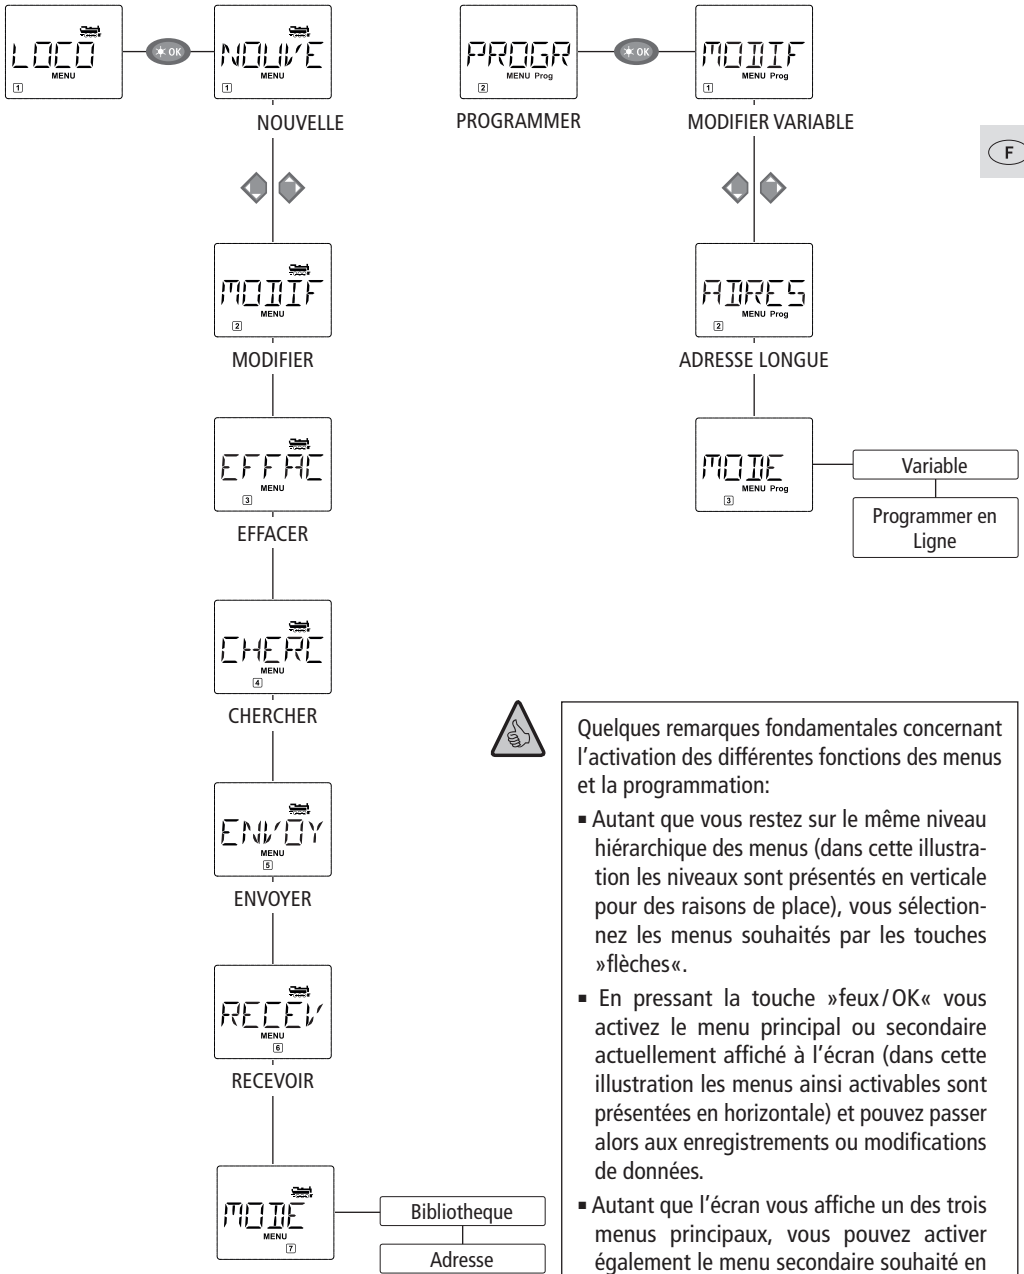 LOCO
MENU
1
✶ OK
NOUVE
MENU
1
NOUVELLE
MODIF
MENU
2
MODIFIER
EFFAC
MENU
3
EFFACER
CHERC
MENU
4
CHERCHER
ENVOY
MENU
5
ENVOYER
RECEV
MENU
6
RECEVOIR
MODE
MENU
7
Bibliotheque
Adresse
PROGR
MENU Prog
2
PROGRAMMER
✶ OK
MODIF
MENU Prog
1
MODIFIER VARIABLE
ADRES
MENU Prog
2
ADRESSE LONGUE
MODE
MENU Prog
3
Variable
Programmer en
Ligne
F
Quelques remarques fondamentales concernant
l'activation des différentes fonctions des menus
et la programmation:
▪ Autant que vous restez sur le même niveau
hiérarchique des menus (dans cette illustra-
tion les niveaux sont présentés en verticale
pour des raisons de place), vous sélection-
nez les menus souhaités par les touches
»flèches«.
▪ En pressant la touche »feux/OK« vous
activez le menu principal ou secondaire
actuellement affiché à l'écran (dans cette
illustration les menus ainsi activables sont
présentées en horizontale) et pouvez passer
alors aux enregistrements ou modifications
de données.
▪ Autant que l'écran vous affiche un des trois
menus principaux, vous pouvez activer
également le menu secondaire souhaité en